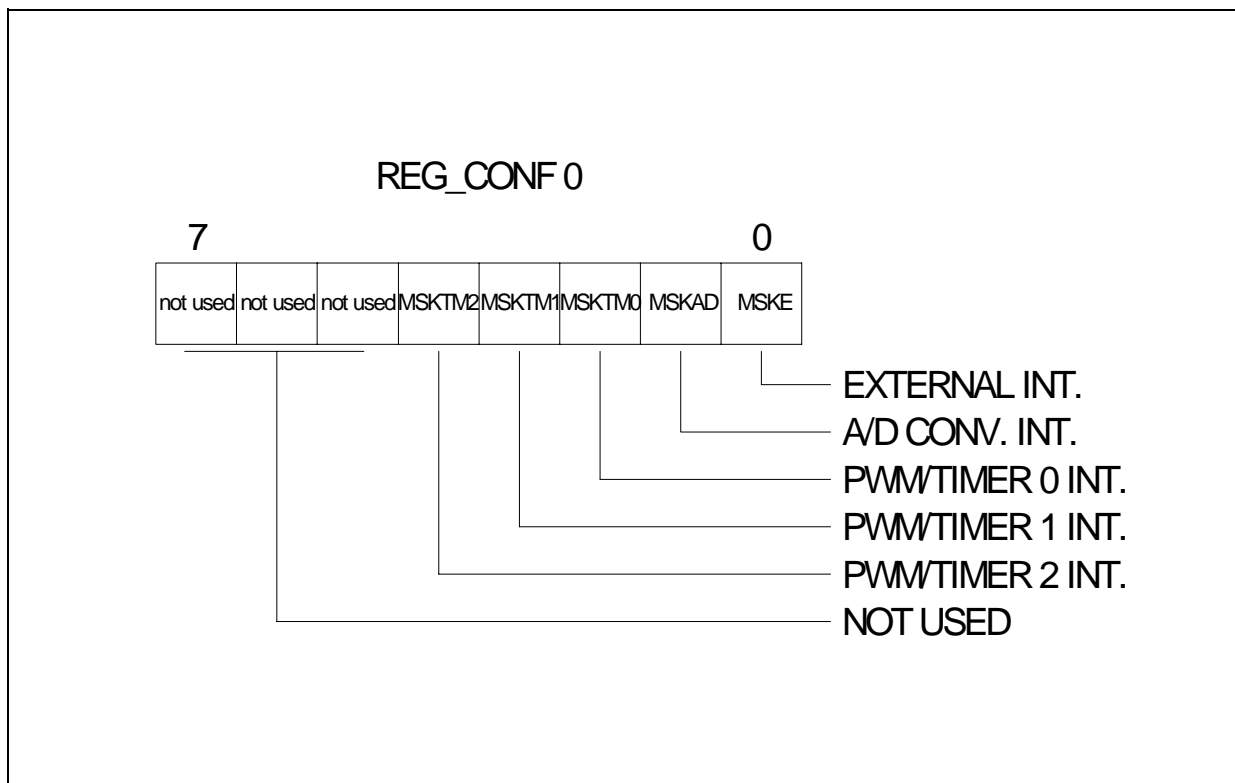 REG_CONF 0
7 0
not used not used not used MSKTM2 MSKTM1 MSKTM0 MSKAD MSKE
EXTERNAL INT.
A/D CONV. INT.
PWM/TIMER 0 INT.
PWM/TIMER 1 INT.
PWM/TIMER 2 INT.
NOT USED